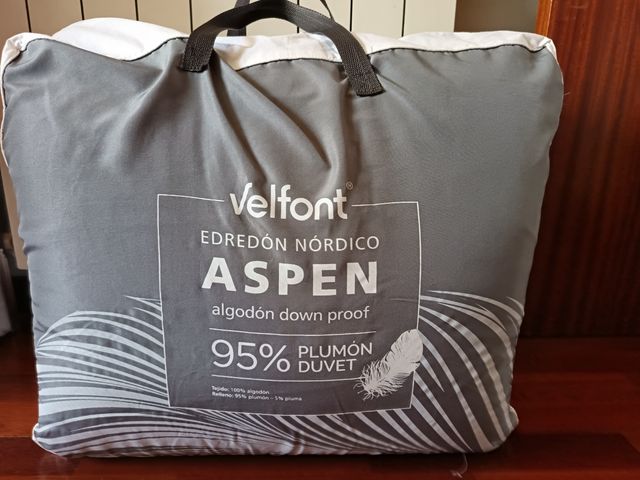 Velfont®
EDREDÓN NÓRDICO
ASPEN
algodón down proof
95% PLUMÓN
DUVET
Tejido: 100% algodón
Relleno: 95% plumón – 5% pluma